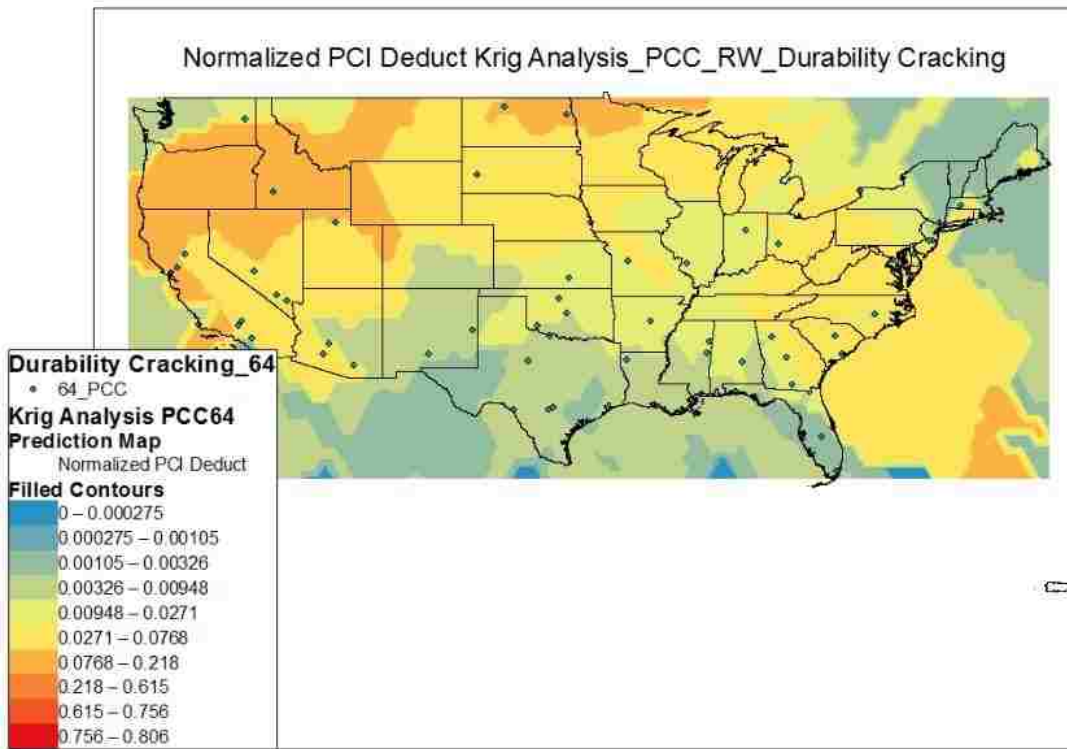 Normalized PCI Deduct Krig Analysis_PCC_RW_Durability Cracking
Durability Cracking_64
64_PCC
Krig Analysis PCC64
Prediction Map
Normalized PCI Deduct
Filled Contours
0 – 0.000275
0.000275 – 0.00105
0.00105 – 0.00326
0.00326 – 0.00948
0.00948 – 0.0271
0.0271 – 0.0768
0.0768 – 0.218
0.218 – 0.615
0.615 – 0.756
0.756 – 0.806